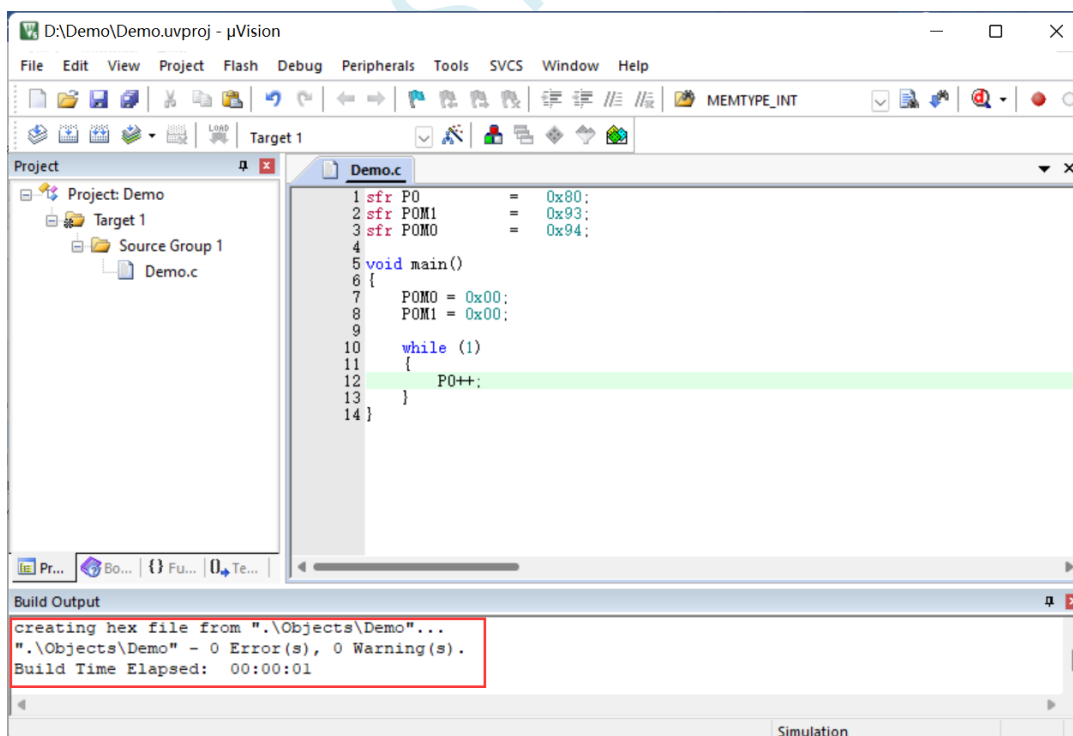 D:\Demo\Demo.uvproj - µVision
File Edit View Project Flash Debug Peripherals Tools SVCS Window Help
MEMTYPE_INT
LOAD Target 1
Project
Project: Demo
Target 1
Source Group 1
Demo.c
Demo.c
1 sfr P0 = 0x80;
2 sfr P0M1 = 0x93;
3 sfr P0M0 = 0x94;
4
5 void main()
6 {
7 P0M0 = 0x00;
8 P0M1 = 0x00;
9
10 while (1)
11 {
12 P0++;
13 }
14 }
Pr... Bo... {} Fu... 0 Te...
Build Output
creating hex file from ".\Objects\Demo"...
".\Objects\Demo" - 0 Error(s), 0 Warning(s).
Build Time Elapsed: 00:00:01
Simulation